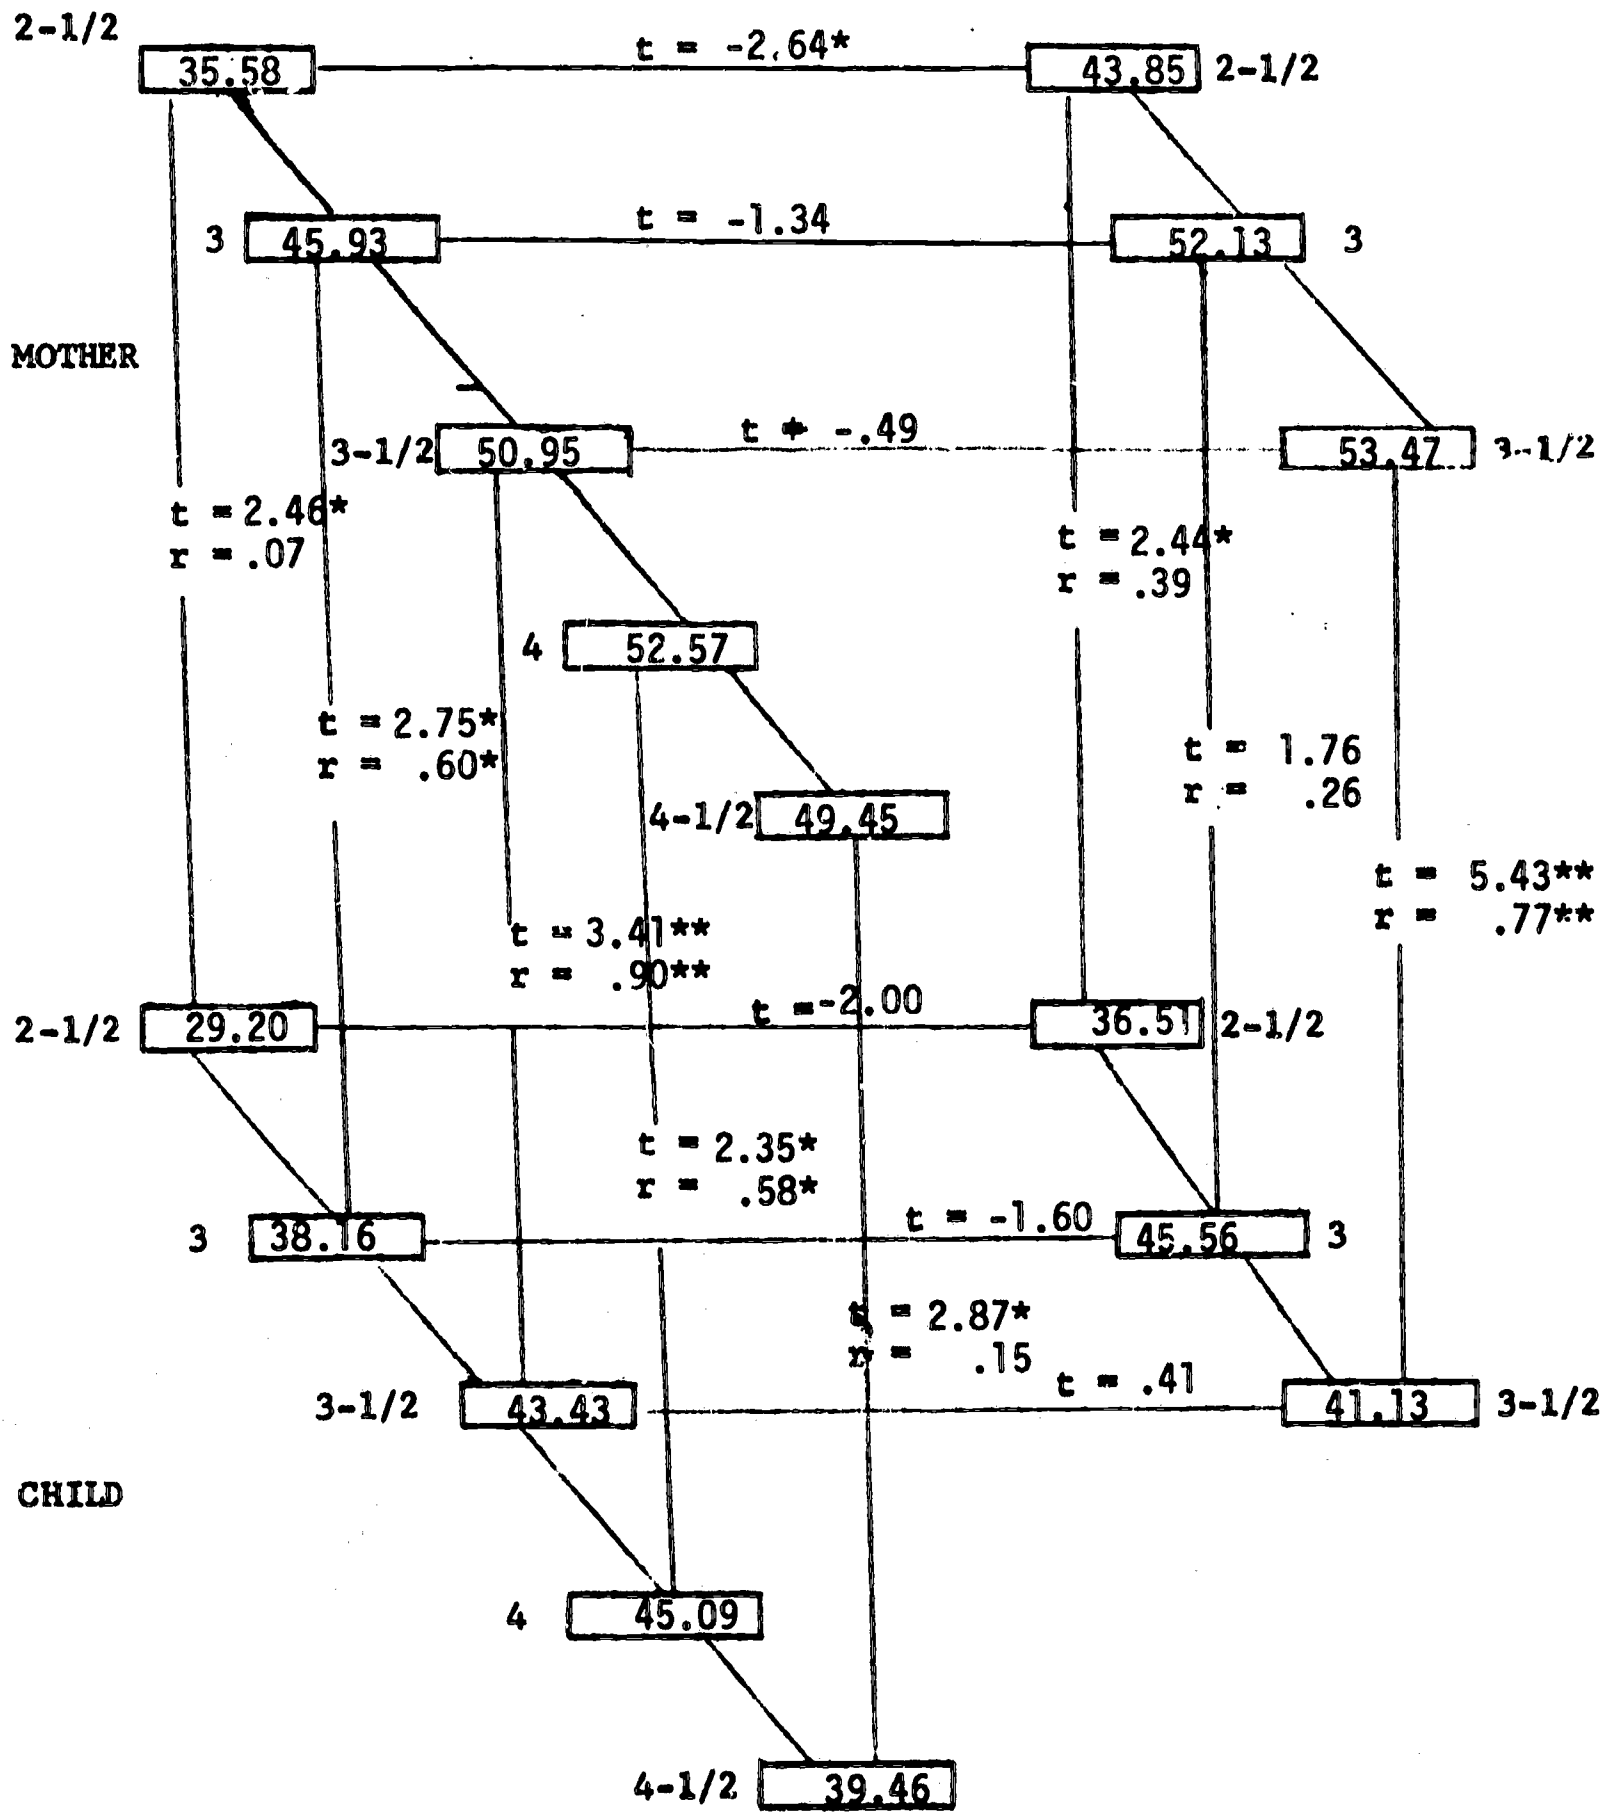 2-1/2
t = -2.64*
35.58
43.85 2-1/2
t = -1.34
3 45.93
52.13 3
MOTHER
t = -.49
3-1/2 50.95
53.47 3-1/2
t = 2.46*
r = .07
t = 2.44*
r = .39
4 52.57
t = 2.75*
r = .60*
t = 1.76
r = .26
4-1/2 49.45
t = 5.43**
r = .77**
t = 3.41**
r = .90**
t = -2.00
2-1/2 29.20
36.51 2-1/2
t = 2.35*
r = .58*
t = -1.60
3 38.16
45.56 3
t = 2.87*
r = .15
t = .41
3-1/2 43.43
41.13 3-1/2
CHILD
4 45.09
4-1/2 39.46